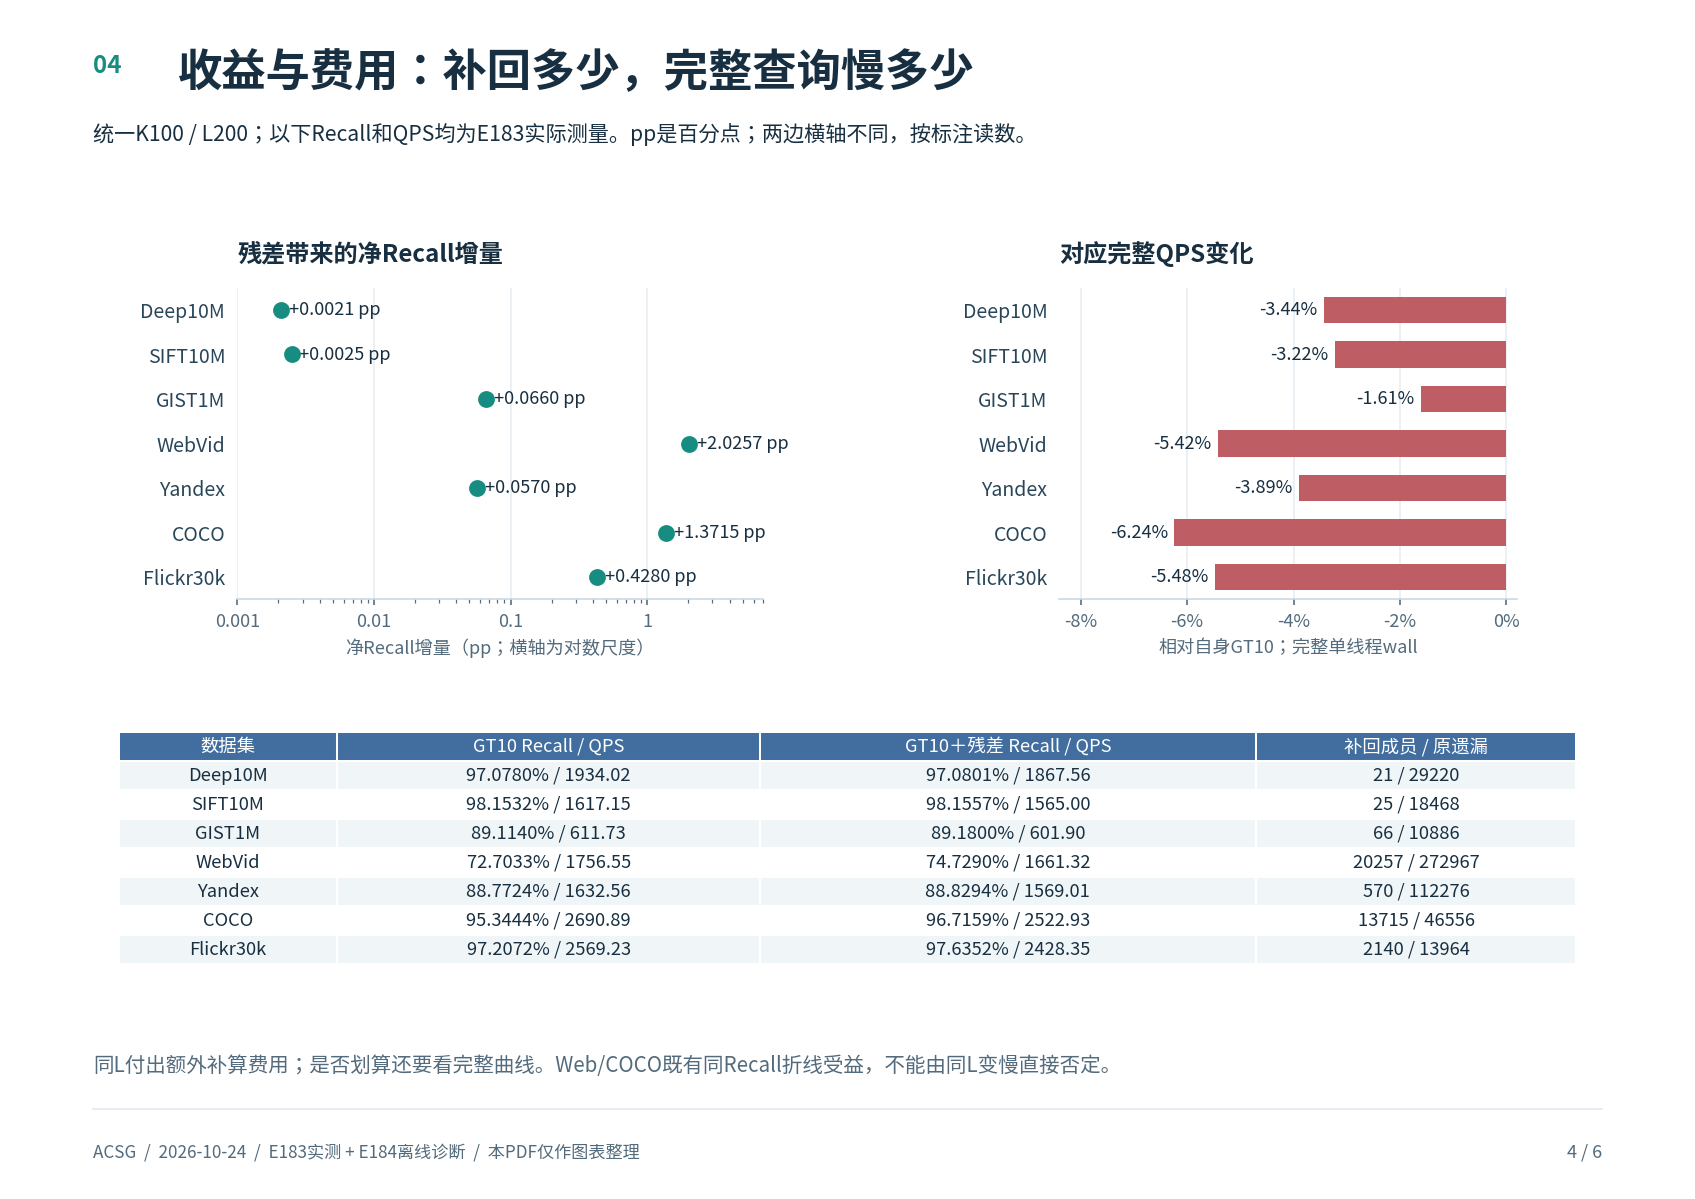 04 收益与费用：补回多少，完整查询慢多少
统一K100 / L200；以下Recall和QPS均为E183实际测量。pp是百分点；两边横轴不同，按标注读数。
残差带来的净Recall增量
Deep10M +0.0021 pp
SIFT10M +0.0025 pp
GIST1M +0.0660 pp
WebVid +2.0257 pp
Yandex +0.0570 pp
COCO +1.3715 pp
Flickr30k +0.4280 pp
0.001 0.01 0.1 1
净Recall增量（pp；横轴为对数尺度）
对应完整QPS变化
Deep10M -3.44%
SIFT10M -3.22%
GIST1M -1.61%
WebVid -5.42%
Yandex -3.89%
COCO -6.24%
Flickr30k -5.48%
-8% -6% -4% -2% 0%
相对自身GT10；完整单线程wall
数据集 GT10 Recall / QPS GT10＋残差 Recall / QPS 补回成员 / 原遗漏
Deep10M 97.0780% / 1934.02 97.0801% / 1867.56 21 / 29220
SIFT10M 98.1532% / 1617.15 98.1557% / 1565.00 25 / 18468
GIST1M 89.1140% / 611.73 89.1800% / 601.90 66 / 10886
WebVid 72.7033% / 1756.55 74.7290% / 1661.32 20257 / 272967
Yandex 88.7724% / 1632.56 88.8294% / 1569.01 570 / 112276
COCO 95.3444% / 2690.89 96.7159% / 2522.93 13715 / 46556
Flickr30k 97.2072% / 2569.23 97.6352% / 2428.35 2140 / 13964
同L付出额外补算费用；是否划算还要看完整曲线。Web/COCO既有同Recall折线受益，不能由同L变慢直接否定。
ACSG / 2026-10-24 / E183实测 + E184离线诊断 / 本PDF仅作图表整理
4 / 6